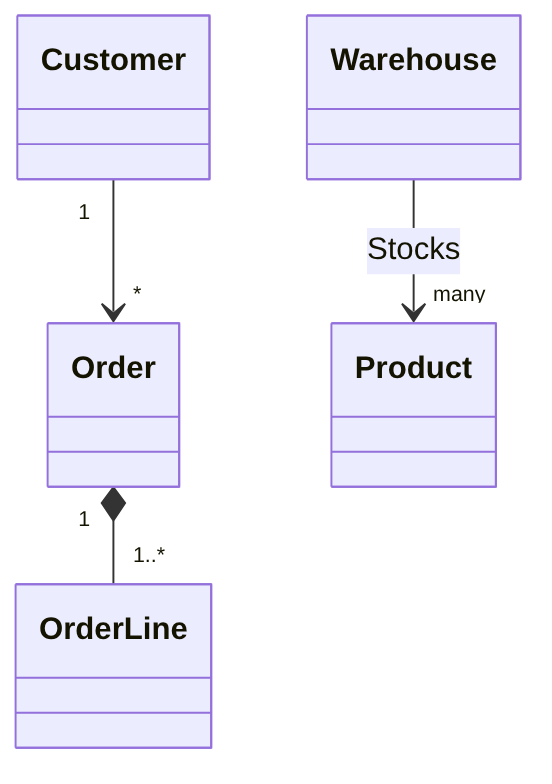 Customer
Warehouse
1
Stocks
*
many
Order
Product
1
1..*
OrderLine